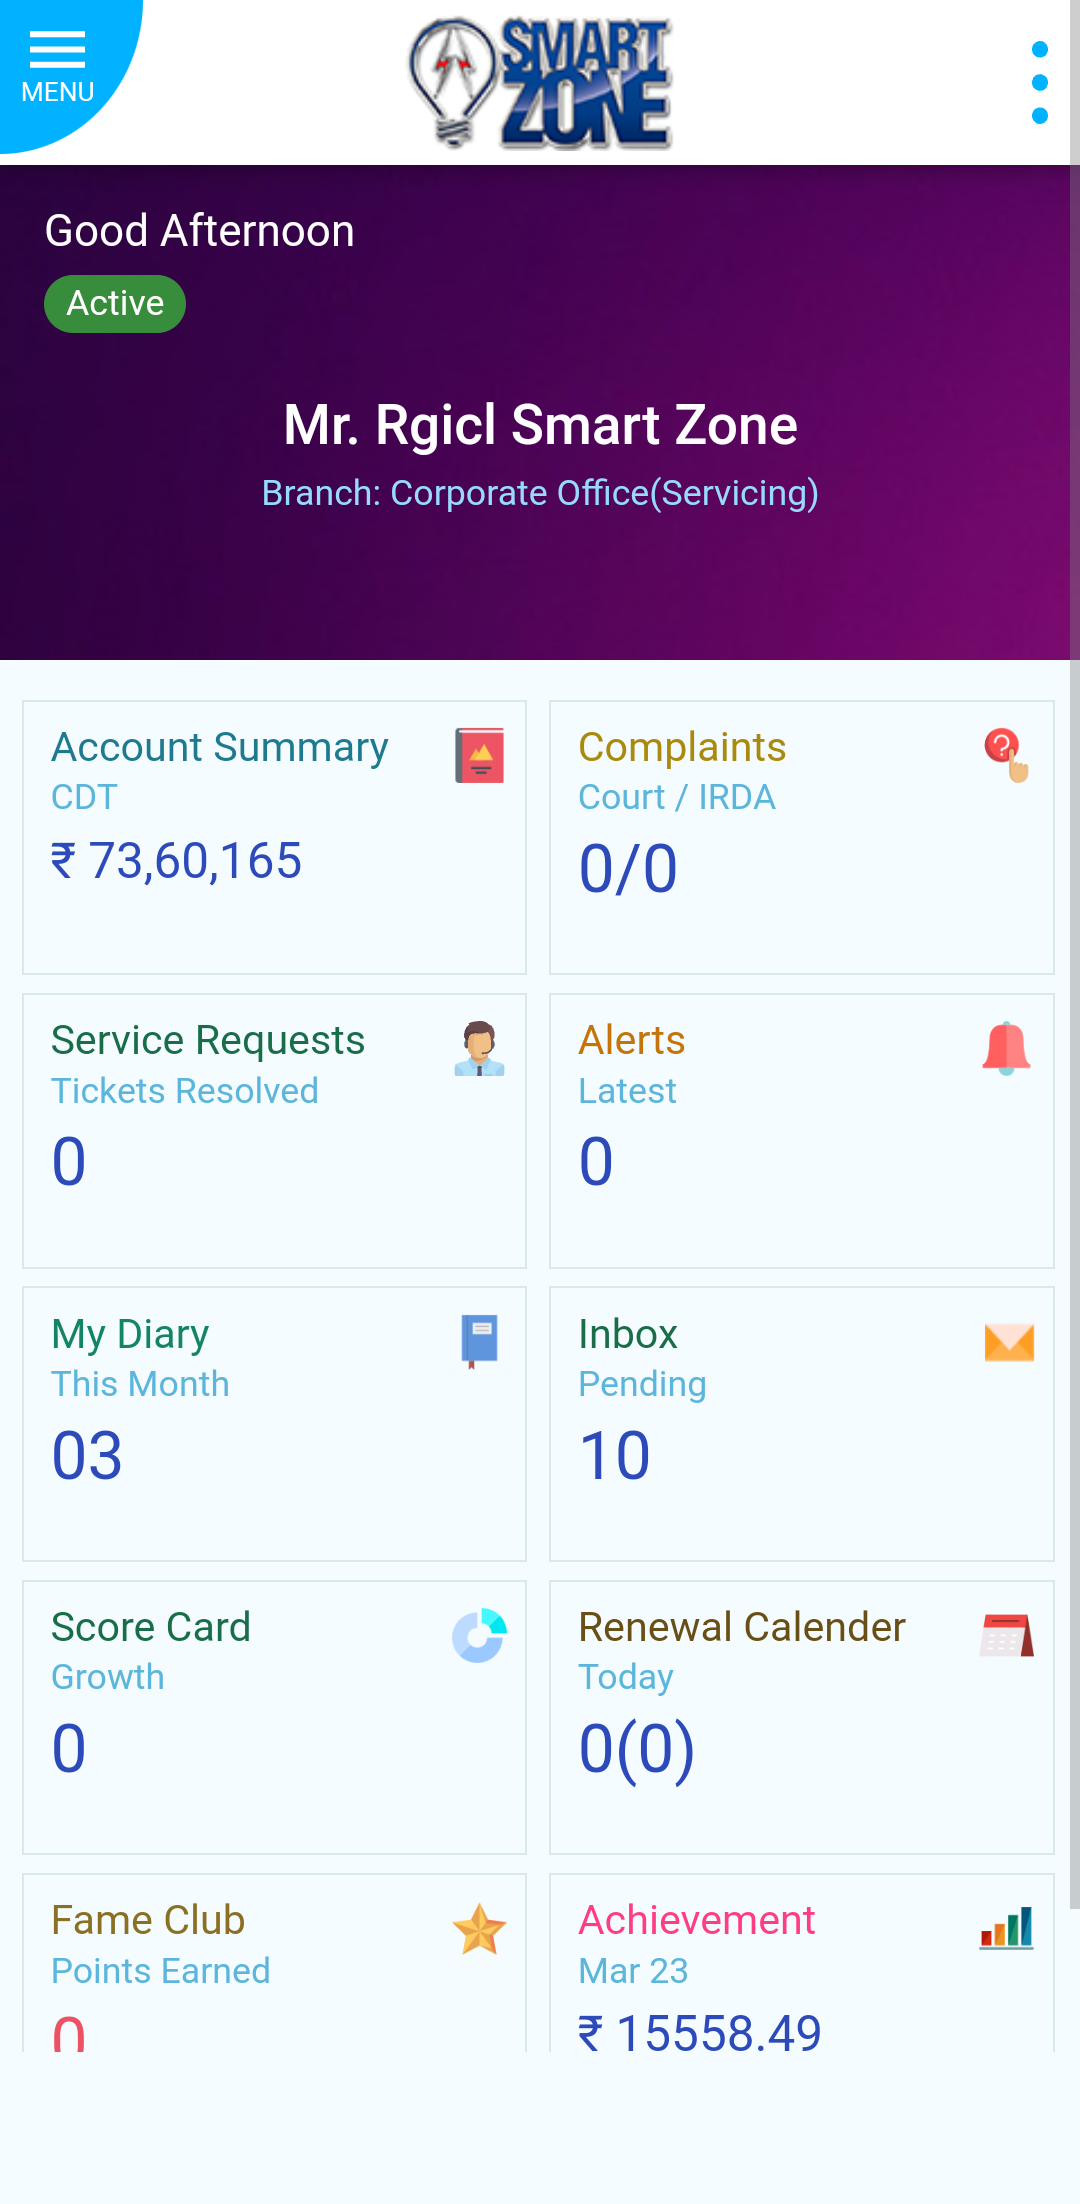 MENU
SMART
ZONE
Good Afternoon
Active
Mr. Rgicl Smart Zone
Branch: Corporate Office(Servicing)
Account Summary
CDT
₹ 73,60,165
Complaints
Court / IRDA
0/0
Service Requests
Tickets Resolved
0
Alerts
Latest
0
My Diary
This Month
03
Inbox
Pending
10
Score Card
Growth
0
Renewal Calender
Today
0(0)
Fame Club
Points Earned
0
Achievement
Mar 23
₹ 15558.49